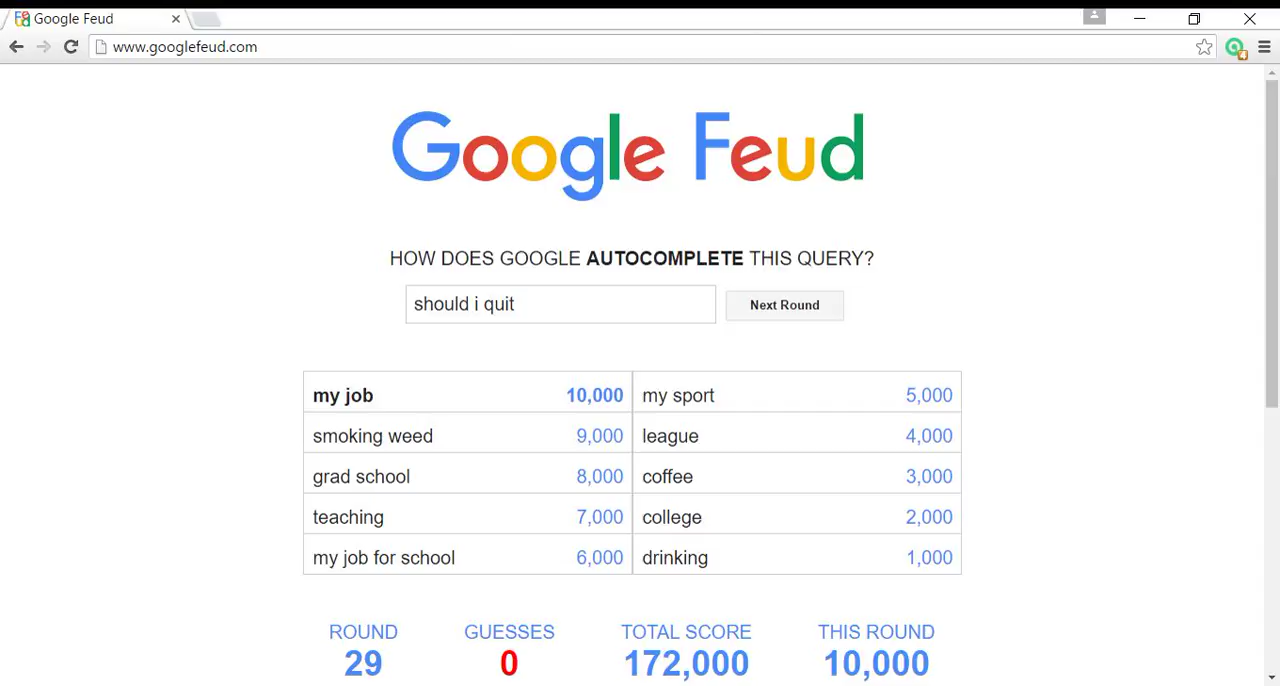 Google Feud
www.googlefeud.com
Google Feud
HOW DOES GOOGLE AUTOCOMPLETE THIS QUERY?
should i quit Next Round
my job 10,000 my sport 5,000
smoking weed 9,000 league 4,000
grad school 8,000 coffee 3,000
teaching 7,000 college 2,000
my job for school 6,000 drinking 1,000
ROUND GUESSES TOTAL SCORE THIS ROUND
29 0 172,000 10,000